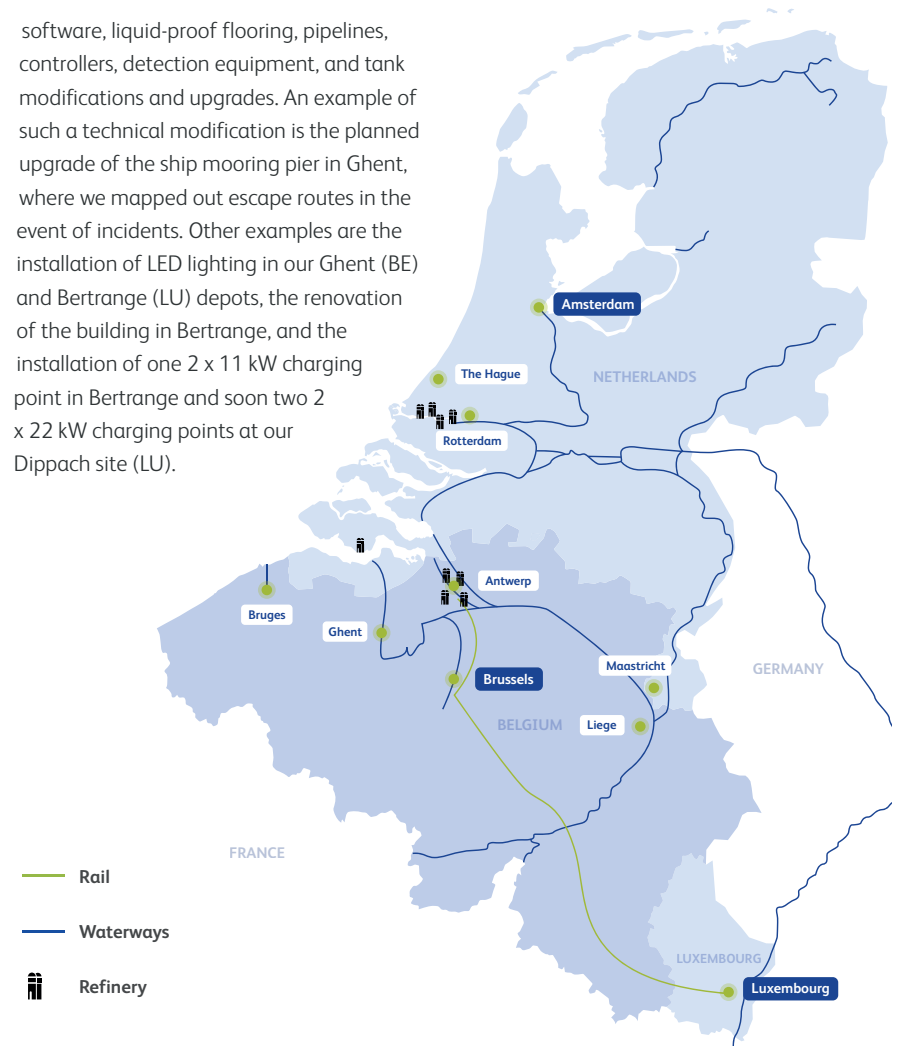 software, liquid-proof flooring, pipelines,
controllers, detection equipment, and tank
modifications and upgrades. An example of
such a technical modification is the planned
upgrade of the ship mooring pier in Ghent,
where we mapped out escape routes in the
event of incidents. Other examples are the
installation of LED lighting in our Ghent (BE)
and Bertrange (LU) depots, the renovation
of the building in Bertrange, and the
installation of one 2 x 11 kW charging
point in Bertrange and soon two 2
x 22 kW charging points at our
Dippach site (LU).
Amsterdam
The Hague
NETHERLANDS
Rotterdam
Antwerp
Bruges
Ghent
Maastricht
GERMANY
Brussels
BELGIUM
Liege
FRANCE
Rail
Waterways
LUXEMBOURG
Refinery
Luxembourg